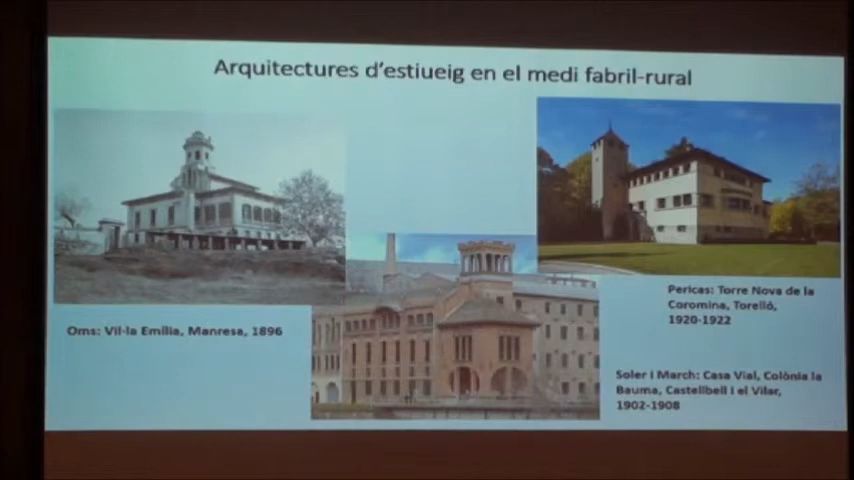 Arquitectures d'estiueig en el medi fabril-rural
Oms: Vil·la Emília, Manresa, 1896
Pericas: Torre Nova de la
Coromina, Torelló,
1920-1922
Soler i March: Casa Vial, Colònia la
Bauma, Castellbell i el Vilar,
1902-1908